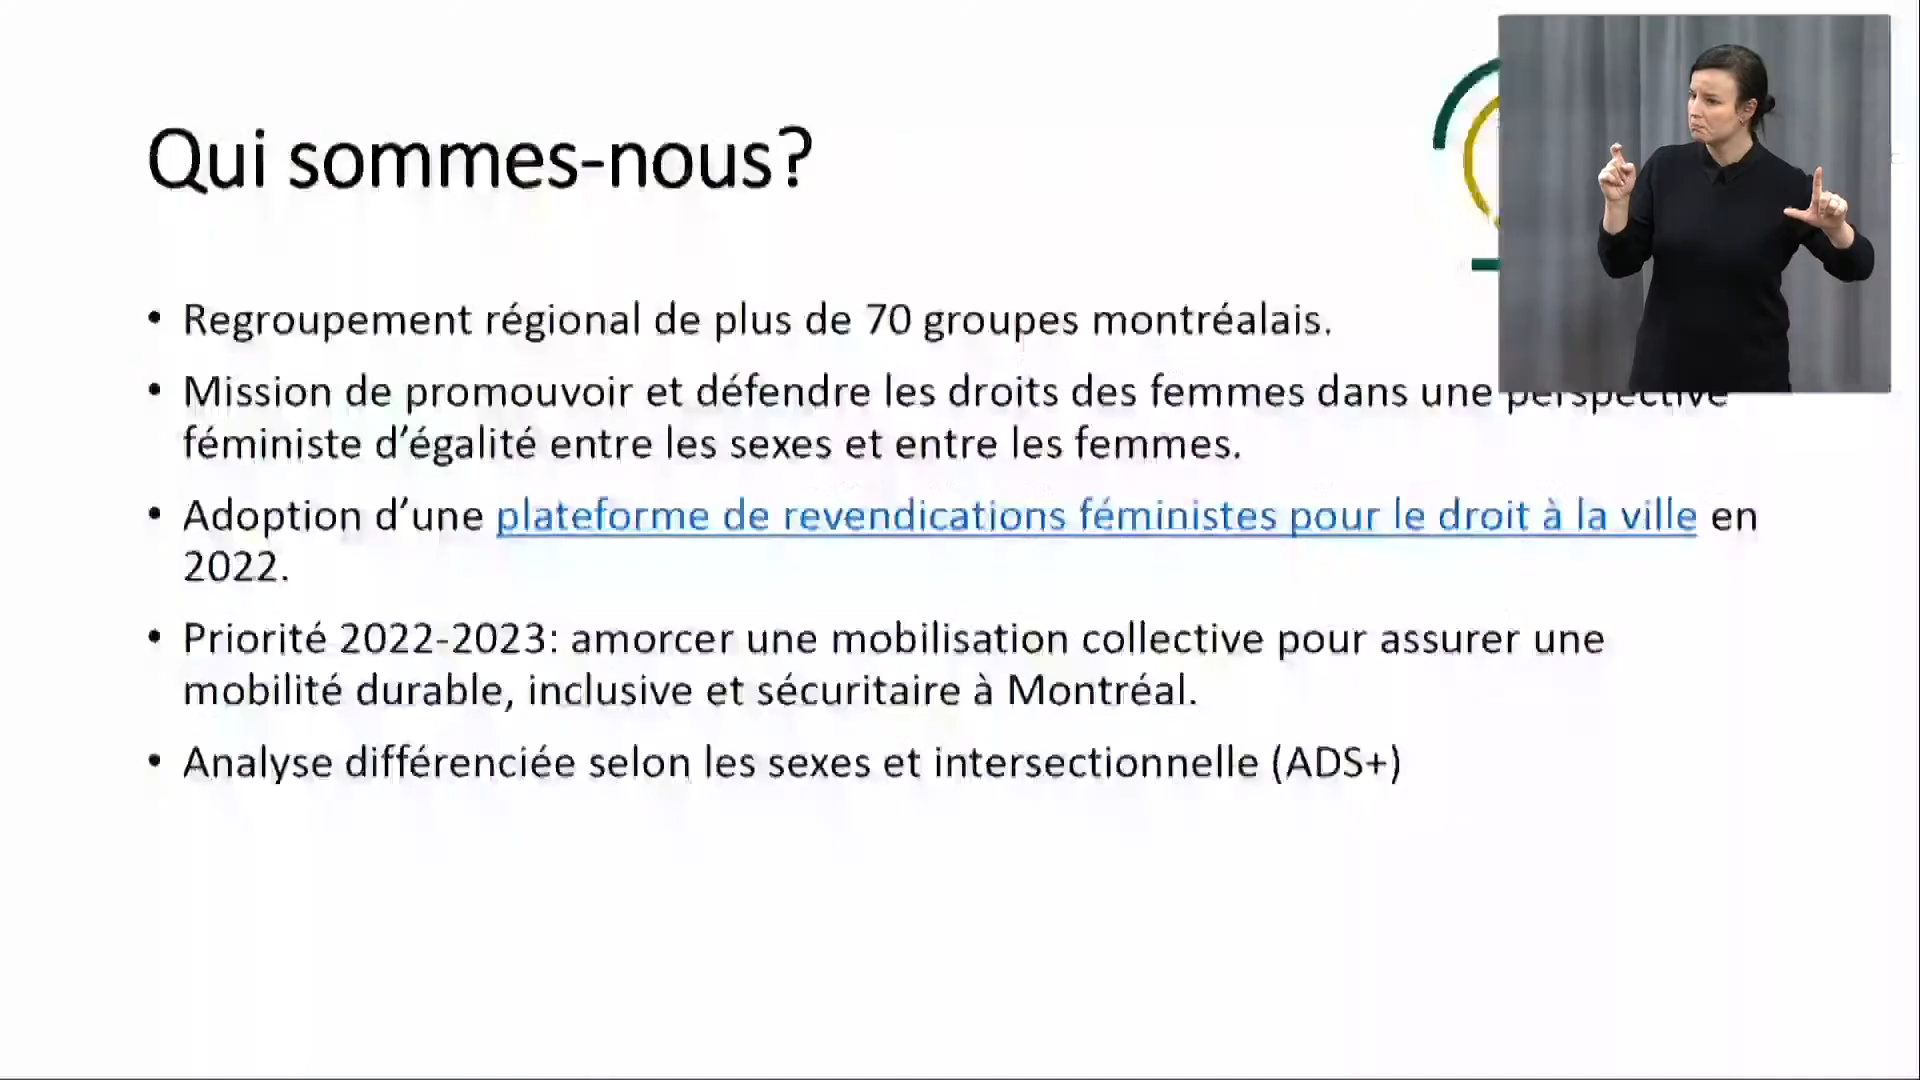 Qui sommes-nous?
• Regroupement régional de plus de 70 groupes montréalais.
• Mission de promouvoir et défendre les droits des femmes dans une perspective
féministe d’égalité entre les sexes et entre les femmes.
• Adoption d’une plateforme de revendications féministes pour le droit à la ville en
2022.
• Priorité 2022-2023: amorcer une mobilisation collective pour assurer une
mobilité durable, inclusive et sécuritaire à Montréal.
• Analyse différenciée selon les sexes et intersectionnelle (ADS+)